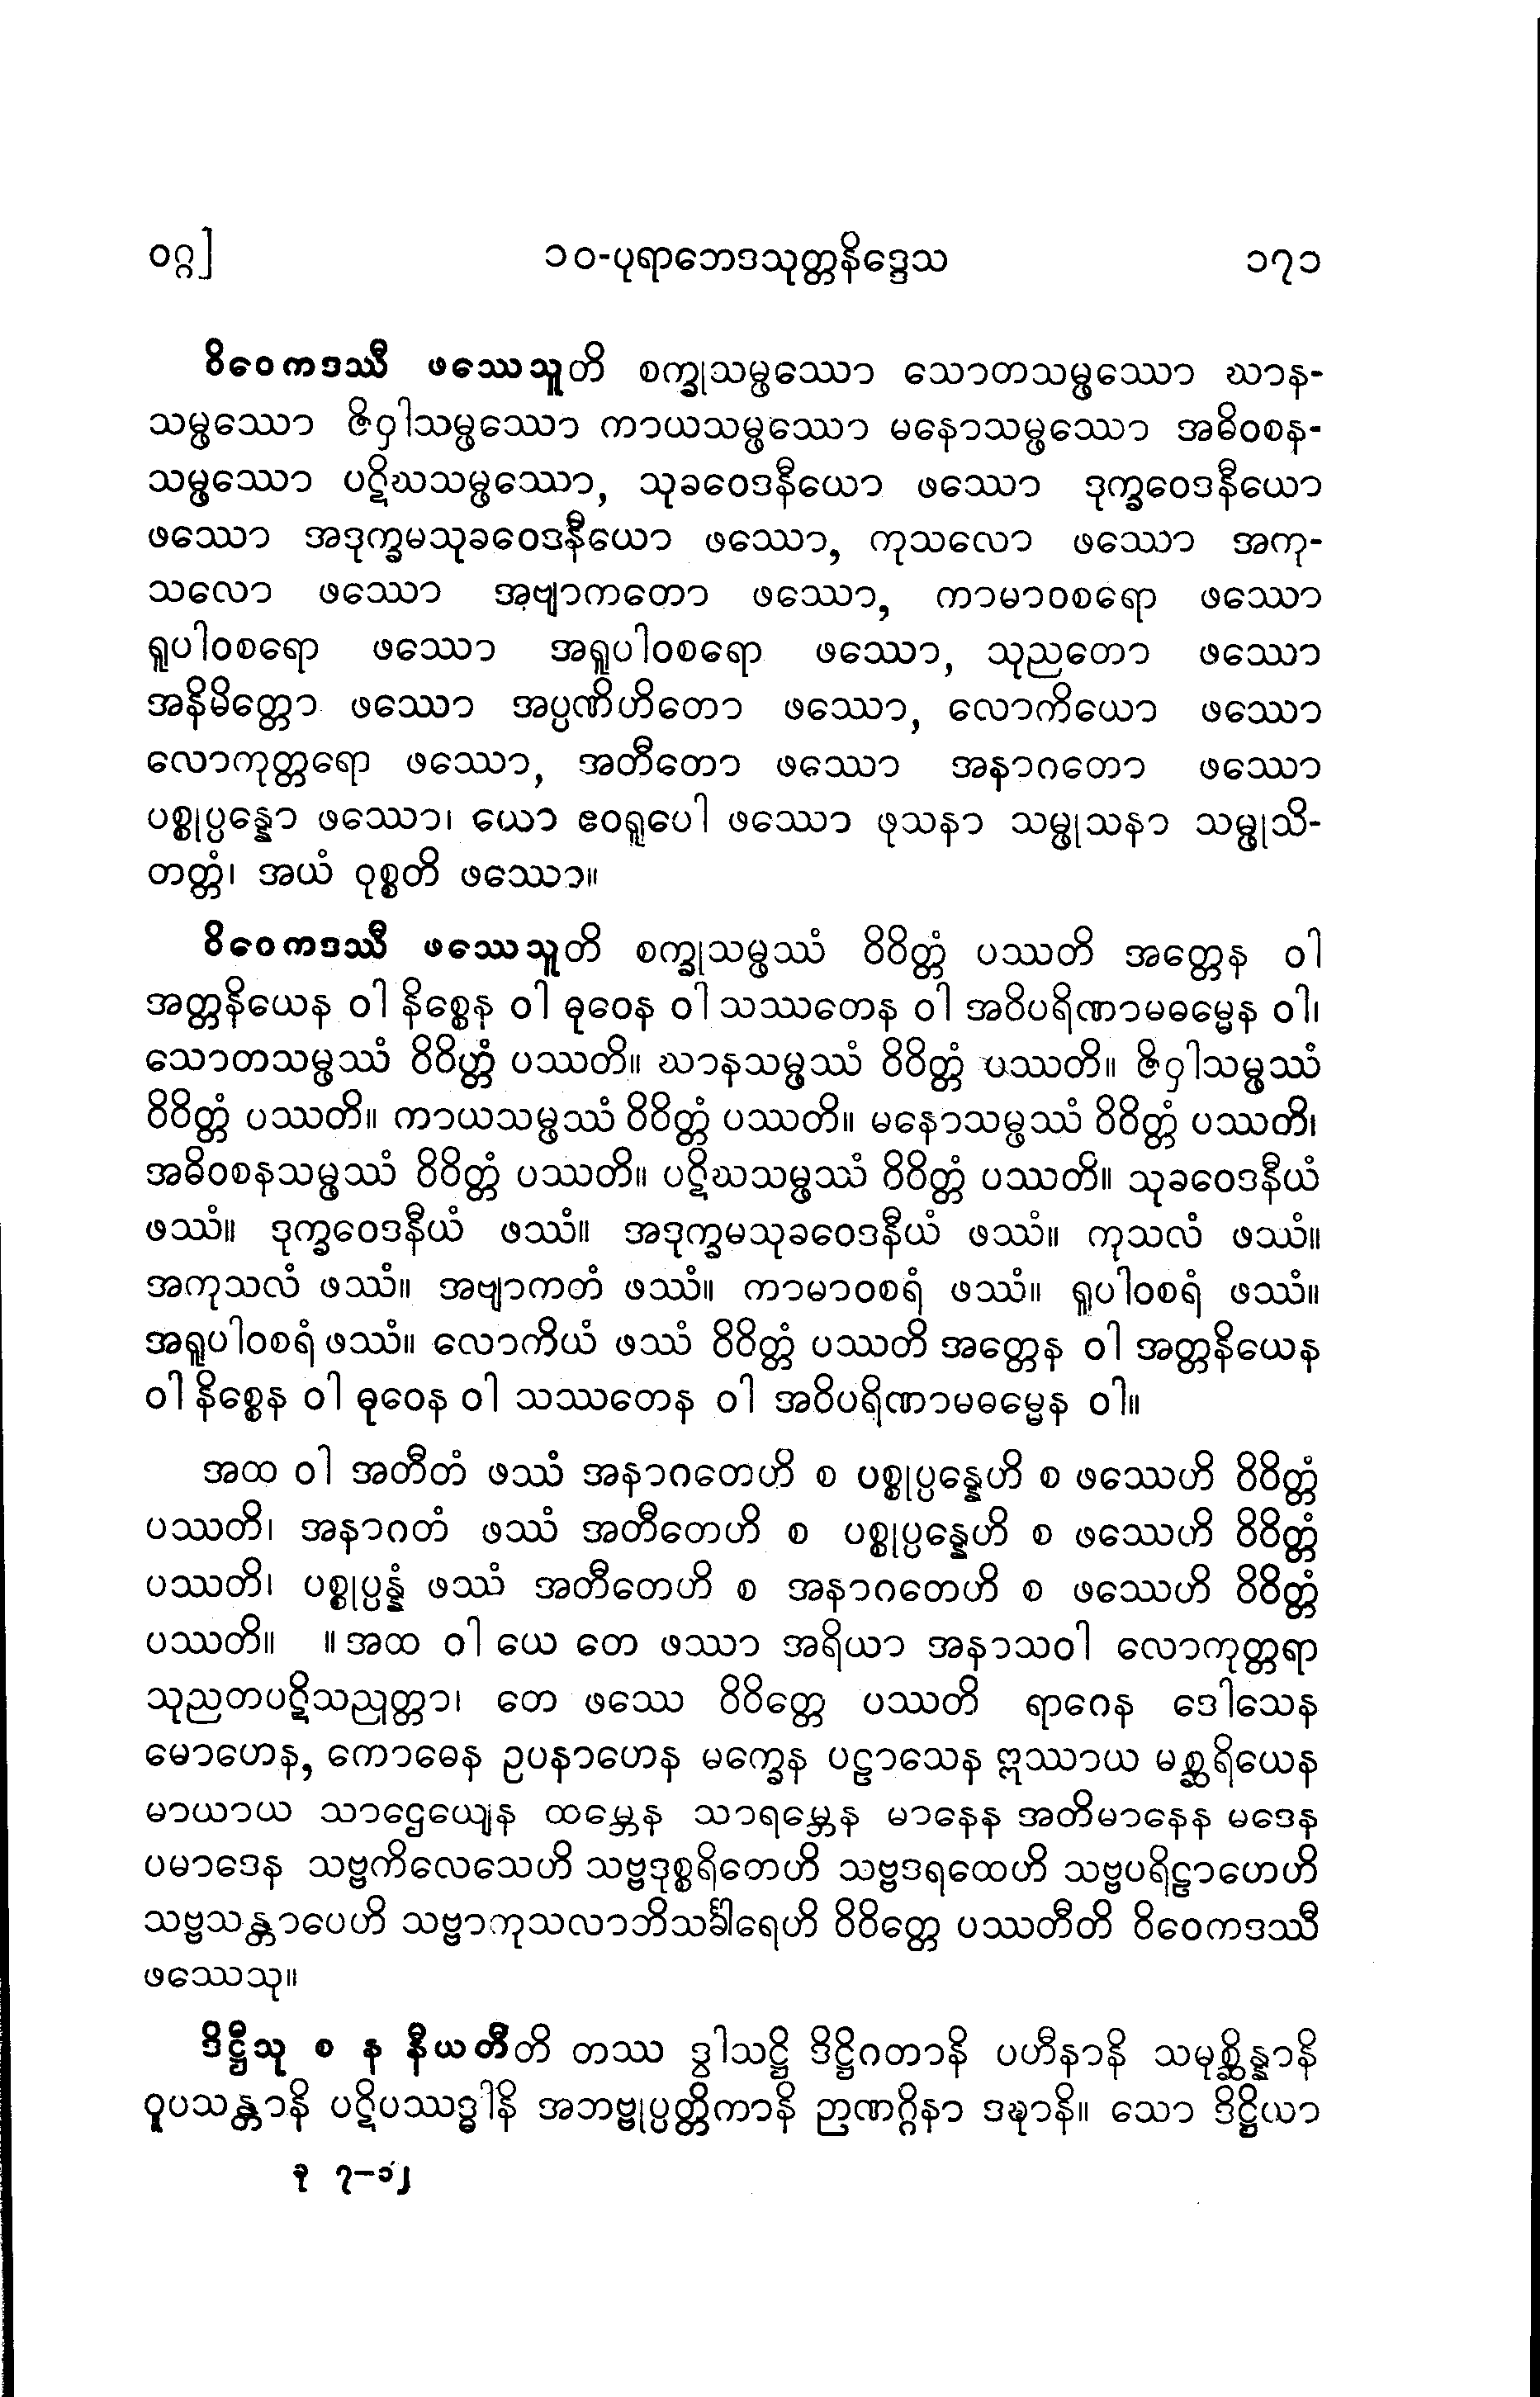 ဝဂ္ဂ]
၁၀-ပုရာဘေဒသုတ္တနိဒ္ဒေသ
၁၇၁
ဝိဝေကဒဿီ ဖဿေသူတိ စက္ခုသမ္ဖဿော သောတသမ္ဖဿော ဃာန-
သမ္ဖဿော ဇိဝှါသမ္ဖဿော ကာယသမ္ဖဿော မနောသမ္ဖဿော အဓိဝစန-
သမ္ဖဿော ပဋိဃသမ္ဖဿော, သုခဝေဒနီယော ဖဿော ဒုက္ခဝေဒနီယော
ဖဿော အဒုက္ခမသုခဝေဒနီယော ဖဿော, ကုသလော ဖဿော အကု-
သလော ဖဿော အဗျာကတော ဖဿော, ကာမာဝစရော ဖဿော
ရူပါဝစရော ဖဿော အရူပါဝစရော ဖဿော, သုညတော ဖဿော
အနိမိတ္တော ဖဿော အပ္ပဏိဟိတော ဖဿော, လောကိယော ဖဿော
လောကုတ္တရော ဖဿော, အတီတော ဖဿော အနာဂတော ဖဿော
ပစ္စုပ္ပန္နော ဖဿော၊ ယော ဧဝရူပေါ ဖဿော ဖုသနာ သမ္ဖုသနာ သမ္ဖုသိ-
တတ္တံ၊ အယံ ဝုစ္စတိ ဖဿော။
ဝိဝေကဒဿီ ဖဿေသူတိ စက္ခုသမ္ဖဿံ ဝိဝိတ္တံ ပဿတိ အတ္တေန ဝါ
အတ္တနိယေန ဝါ နိစ္စေန ဝါ ဓုဝေန ဝါ သဿတေန ဝါ အဝိပရိဏာမဓမ္မေန ဝါ၊
သောတသမ္ဖဿံ ဝိဝိတ္တံ ပဿတိ။ ဃာနသမ္ဖဿံ ဝိဝိတ္တံ ပဿတိ။ ဇိဝှါသမ္ဖဿံ
ဝိဝိတ္တံ ပဿတိ။ ကာယသမ္ဖဿံ ဝိဝိတ္တံ ပဿတိ။ မနောသမ္ဖဿံ ဝိဝိတ္တံ ပဿတိ၊
အဓိဝစနသမ္ဖဿံ ဝိဝိတ္တံ ပဿတိ။ ပဋိဃသမ္ဖဿံ ဝိဝိတ္တံ ပဿတိ။ သုခဝေဒနီယံ
ဖဿံ။ ဒုက္ခဝေဒနီယံ ဖဿံ။ အဒုက္ခမသုခဝေဒနီယံ ဖဿံ။ ကုသလံ ဖဿံ။
အကုသလံ ဖဿံ။ အဗျာကတံ ဖဿံ။ ကာမာဝစရံ ဖဿံ။ ရူပါဝစရံ ဖဿံ။
အရူပါဝစရံ ဖဿံ။ လောကိယံ ဖဿံ ဝိဝိတ္တံ ပဿတိ အတ္တေန ဝါ အတ္တနိယေန
ဝါ နိစ္စေန ဝါ ဓုဝေန ဝါ သဿတေန ဝါ အဝိပရိဏာမဓမ္မေန ဝါ။
အထ ဝါ အတီတံ ဖဿံ အနာဂတေဟိ စ ပစ္စုပ္ပန္နေဟိ စ ဖဿေဟိ ဝိဝိတ္တံ
ပဿတိ၊ အနာဂတံ ဖဿံ အတီတေဟိ စ ပစ္စုပ္ပန္နေဟိ စ ဖဿေဟိ ဝိဝိတ္တံ
ပဿတိ၊ ပစ္စုပ္ပန္နံ ဖဿံ အတီတေဟိ စ အနာဂတေဟိ စ ဖဿေဟိ ဝိဝိတ္တံ
ပဿတိ။ ။ အထ ဝါ ယေ တေ ဖဿာ အရိယာ အနာသဝါ လောကုတ္တရာ
သုညတပဋိသညုတ္တာ၊ တေ ဖဿေ ဝိဝိတ္တေ ပဿတိ ရာဂေန ဒေါသေန
မောဟေန, ကောဓေန ဥပနာဟေန မက္ခေန ပဠာသေန ဣဿာယ မစ္ဆရိယေန
မာယာယ သာဌေယျေန ထမ္ဘေန သာရမ္ဘေန မာနေန အတိမာနေန မဒေန
ပမာဒေန သဗ္ဗကိလေသေဟိ သဗ္ဗဒုစ္စရိတေဟိ သဗ္ဗဒရထေဟိ သဗ္ဗပရိဠာဟေဟိ
သဗ္ဗသန္တာပေဟိ သဗ္ဗာကုသလာဘိသင်္ခါရေဟိ ဝိဝိတ္တေ ပဿတီတိ ဝိဝေကဒဿီ
ဖဿေသု။
ဒိဋ္ဌီသု စ န နီယတီတိ တဿ ဒွါသဋ္ဌိ ဒိဋ္ဌိဂတာနိ ပဟီနာနိ သမုစ္ဆိန္နာနိ
ဝူပသန္တာနိ ပဋိပဿဒ္ဓါနိ အဘဗ္ဗုပ္ပတ္တိကာနိ ဉာဏဂ္ဂိနာ ဒဍ္ဎာနိ။ သော ဒိဋ္ဌိယာ
ခု ၇-၁၂